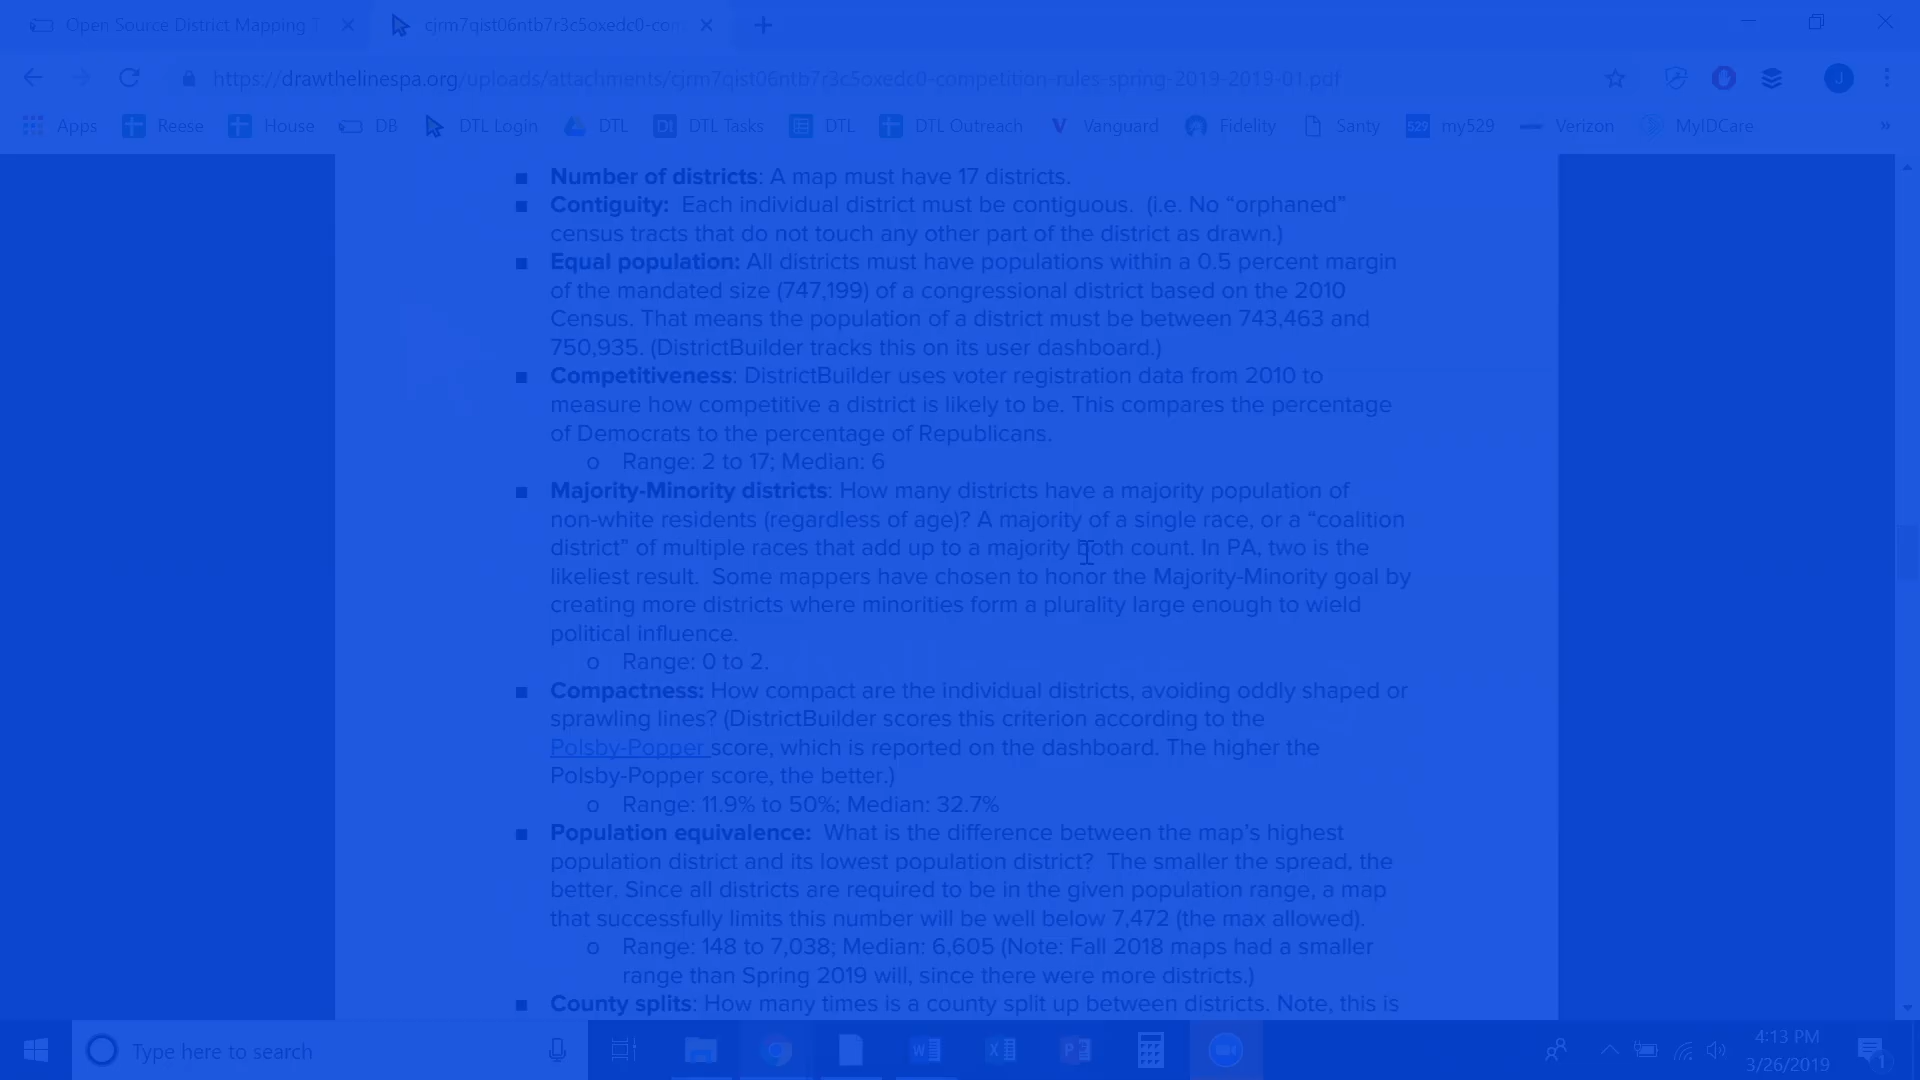 Open Source District Mapping T
cjrm7qist06ntb7r3c5oxedc0-com
https://drawthelinespa.org/uploads/attachments/cjrm7qist06ntb7r3c5oxedc0-competition-rules-spring-2019-2019-01.pdf
J
Apps Reese House DB DTL Login DTL DTL Tasks DTL DTL Outreach Vanguard Fidelity Santy my529 Verizon MyIDCare »
■ Number of districts: A map must have 17 districts.
■ Contiguity: Each individual district must be contiguous. (i.e. No “orphaned”
census tracts that do not touch any other part of the district as drawn.)
■ Equal population: All districts must have populations within a 0.5 percent margin
of the mandated size (747,199) of a congressional district based on the 2010
Census. That means the population of a district must be between 743,463 and
750,935. (DistrictBuilder tracks this on its user dashboard.)
■ Competitiveness: DistrictBuilder uses voter registration data from 2010 to
measure how competitive a district is likely to be. This compares the percentage
of Democrats to the percentage of Republicans.
o Range: 2 to 17; Median: 6
■ Majority-Minority districts: How many districts have a majority population of
non-white residents (regardless of age)? A majority of a single race, or a “coalition
district” of multiple races that add up to a majority both count. In PA, two is the
likeliest result. Some mappers have chosen to honor the Majority-Minority goal by
creating more districts where minorities form a plurality large enough to wield
political influence.
o Range: 0 to 2.
■ Compactness: How compact are the individual districts, avoiding oddly shaped or
sprawling lines? (DistrictBuilder scores this criterion according to the
Polsby-Popper score, which is reported on the dashboard. The higher the
Polsby-Popper score, the better.)
o Range: 11.9% to 50%; Median: 32.7%
■ Population equivalence: What is the difference between the map’s highest
population district and its lowest population district? The smaller the spread, the
better. Since all districts are required to be in the given population range, a map
that successfully limits this number will be well below 7,472 (the max allowed).
o Range: 148 to 7,038; Median: 6,605 (Note: Fall 2018 maps had a smaller
range than Spring 2019 will, since there were more districts.)
■ County splits: How many times is a county split up between districts. Note, this is
Type here to search
4:13 PM
3/26/2019
1